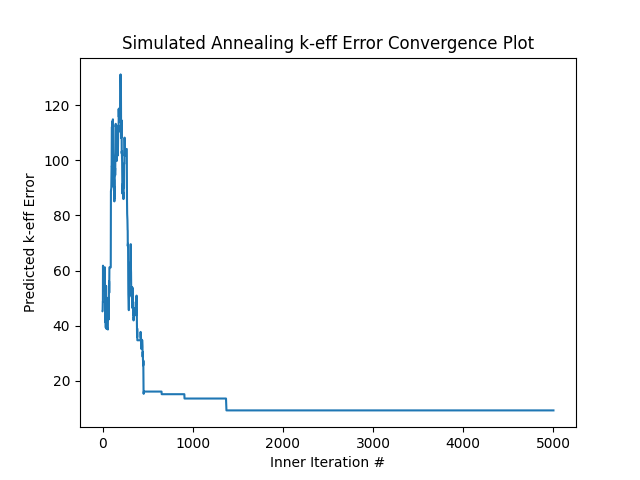 Simulated Annealing k-eff Error Convergence Plot
120
100
80
60
40
20
Predicted k-eff Error
0 1000 2000 3000 4000 5000
Inner Iteration #